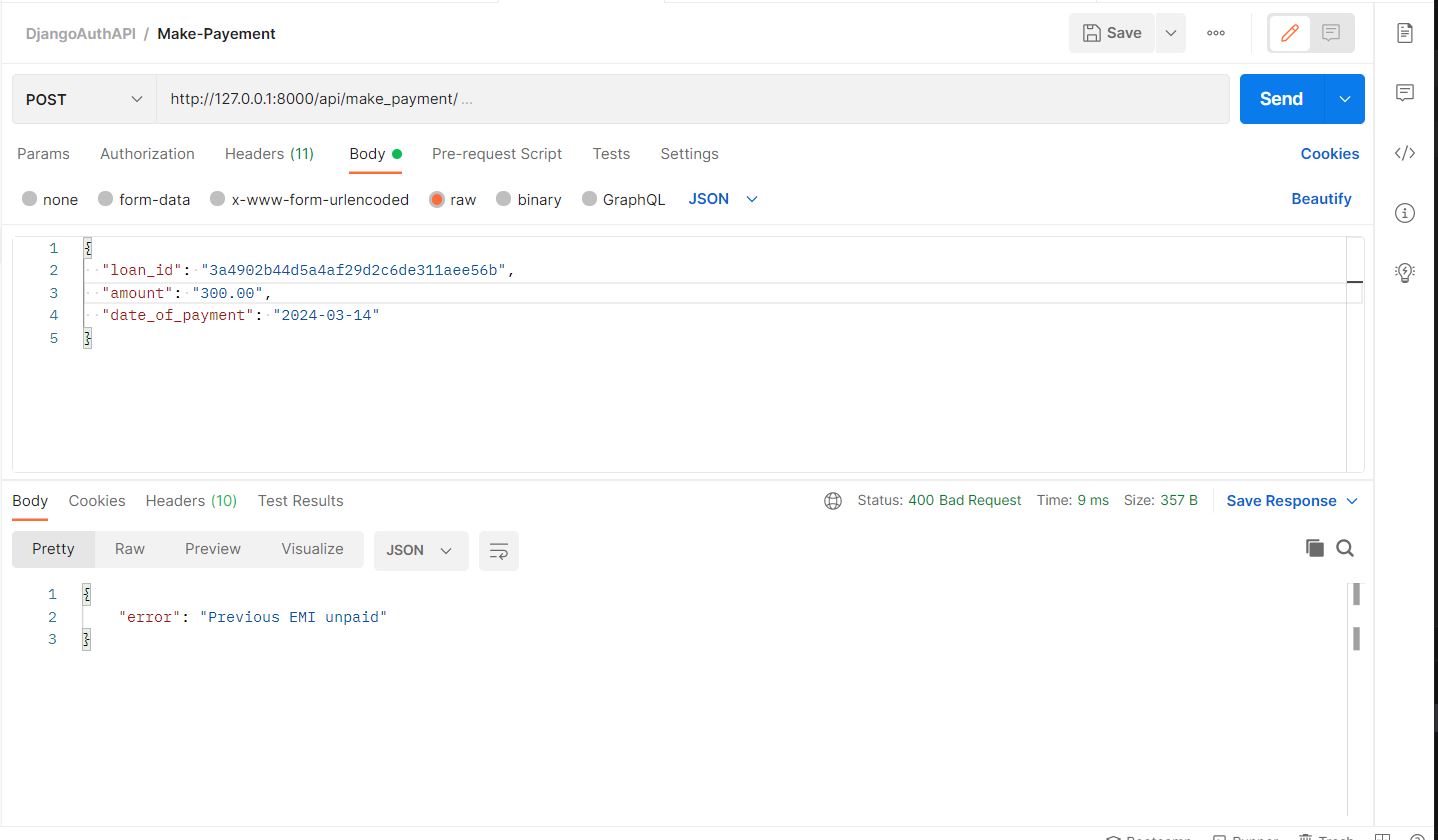 DjangoAuthAPI / Make-Payement
Save
POST
http://127.0.0.1:8000/api/make_payment/ ...
Send
Params Authorization Headers (11) Body Pre-request Script Tests Settings Cookies
none form-data x-www-form-urlencoded raw binary GraphQL JSON Beautify
1 {
2 "loan_id": "3a4902b44d5a4af29d2c6de311aee56b",
3 "amount": "300.00",
4 "date_of_payment": "2024-03-14"
5 }
Body Cookies Headers (10) Test Results Status: 400 Bad Request Time: 9 ms Size: 357 B Save Response
Pretty Raw Preview Visualize JSON
1 {
2 "error": "Previous EMI unpaid"
3 }
Bootcamp Runner Trash